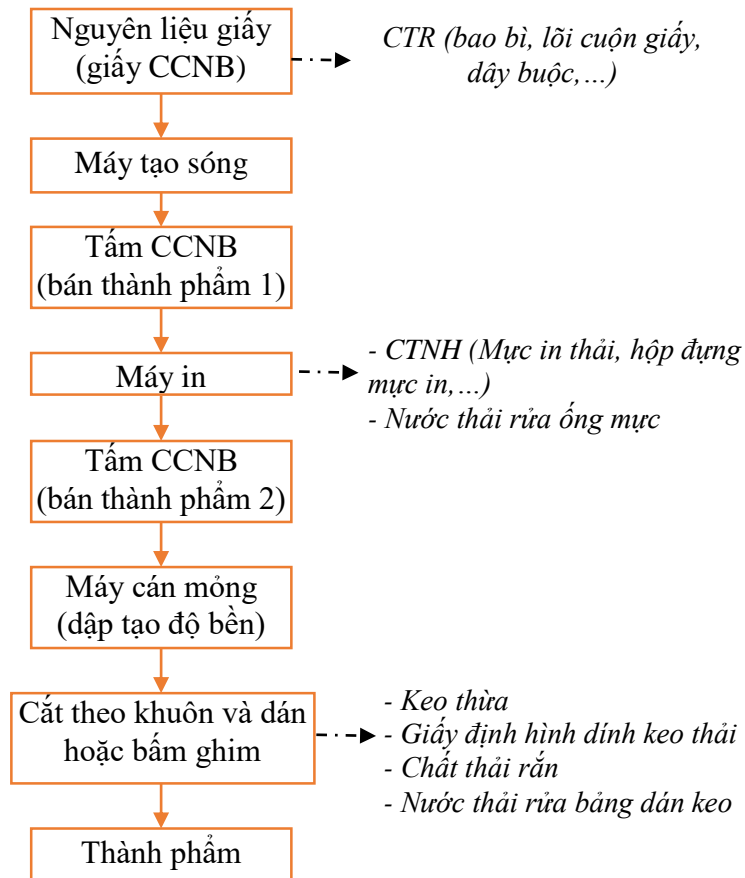 Nguyên liệu giấy
(giấy CCNB)
CTR (bao bì, lõi cuộn giấy,
dây buộc,…)
Máy tạo sóng
Tấm CCNB
(bán thành phẩm 1)
Máy in
- CTNH (Mực in thải, hộp đựng
mực in,…)
- Nước thải rửa ống mực
Tấm CCNB
(bán thành phẩm 2)
Máy cán mỏng
(dập tạo độ bền)
Cắt theo khuôn và dán
hoặc bấm ghim
- Keo thừa
- Giấy định hình dính keo thải
- Chất thải rắn
- Nước thải rửa bảng dán keo
Thành phẩm